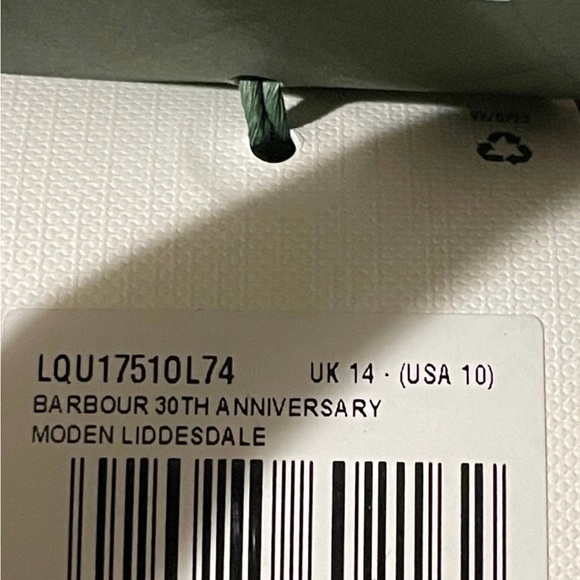 LQU1751OL74 UK 14 · (USA 10)
BARBOUR 30TH ANNIVERSARY
MODEN LIDDESDALE